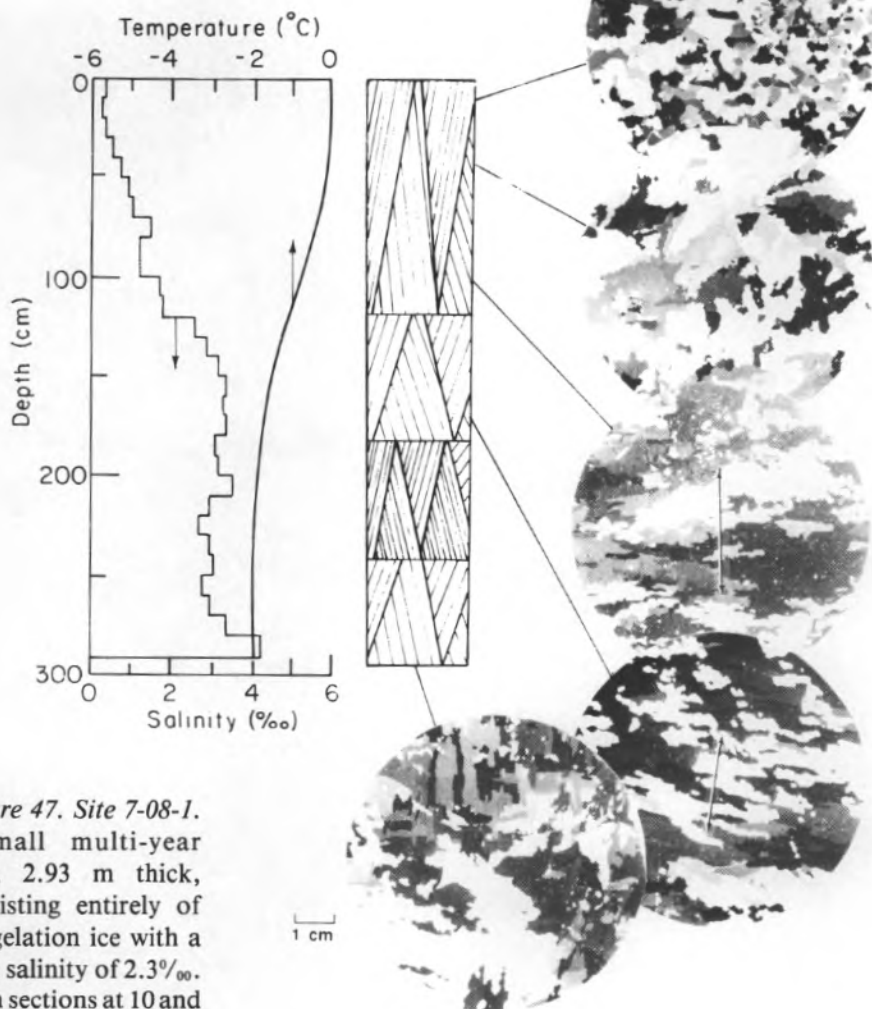 Temperature (°C)
-6 -4 -2 0
0
100
200
300
Depth (cm)
0 2 4 6
Salinity (‰)
1 cm
re 47. Site 7-08-1.
mall multi-year
2.93 m thick,
isting entirely of
gelation ice with a
salinity of 2.3‰.
sections at 10 and